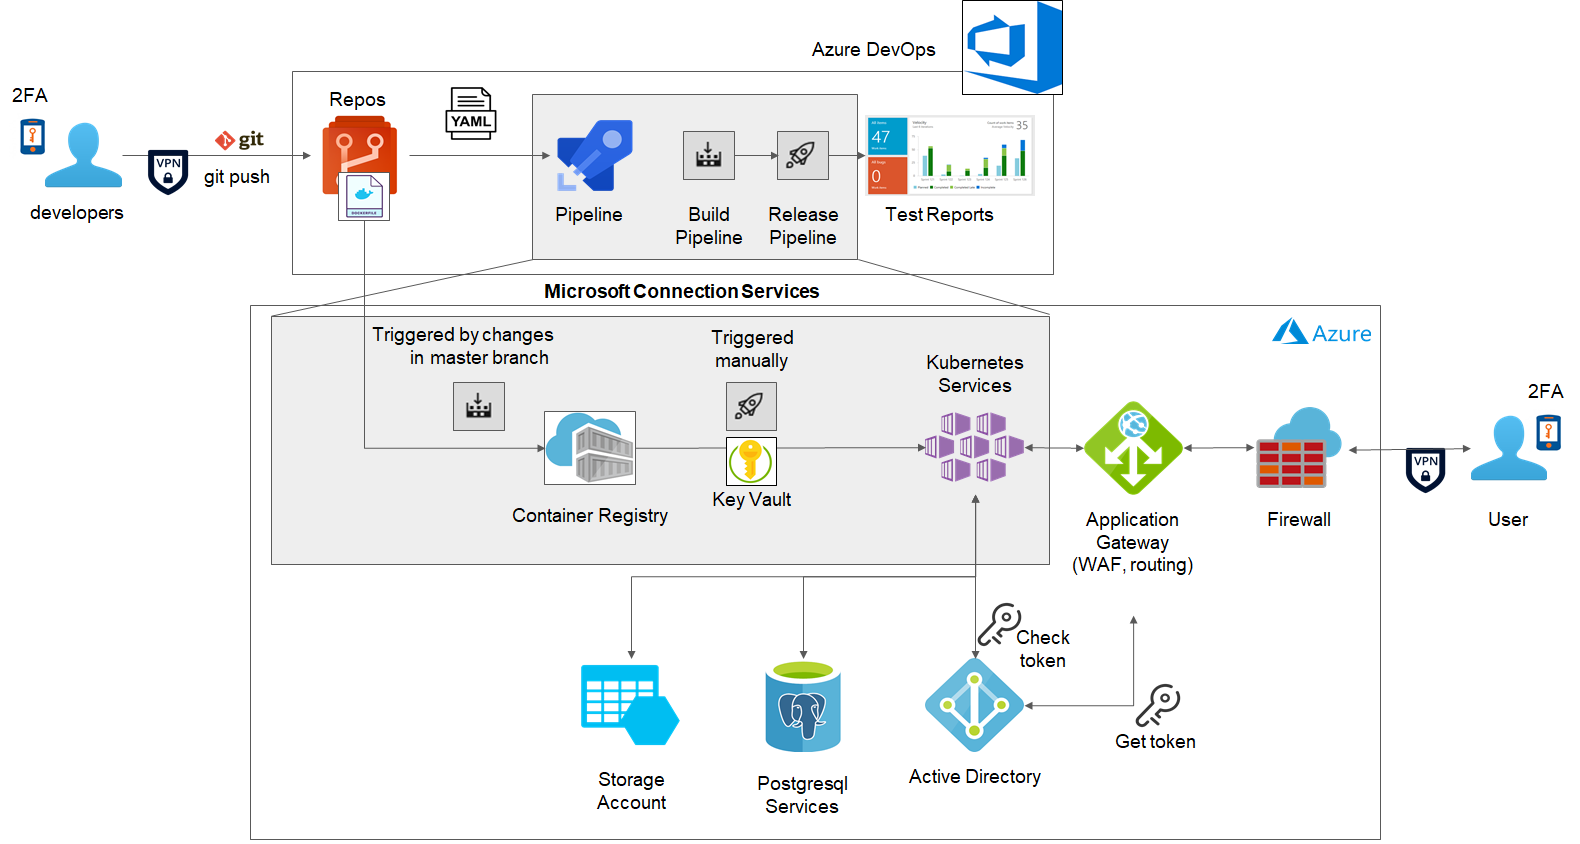 Azure DevOps
2FA
developers
VPN
git
git push
Repos
DOCKERFILE
YAML
Pipeline
Build
Pipeline
Release
Pipeline
47
0
Velocity
35
Test Reports
Microsoft Connection Services
Azure
Triggered by changes
in master branch
Triggered
manually
Kubernetes
Services
Container Registry
Key Vault
Application
Gateway
(WAF, routing)
Firewall
VPN
2FA
User
Check
token
Get token
Storage
Account
Postgresql
Services
Active Directory